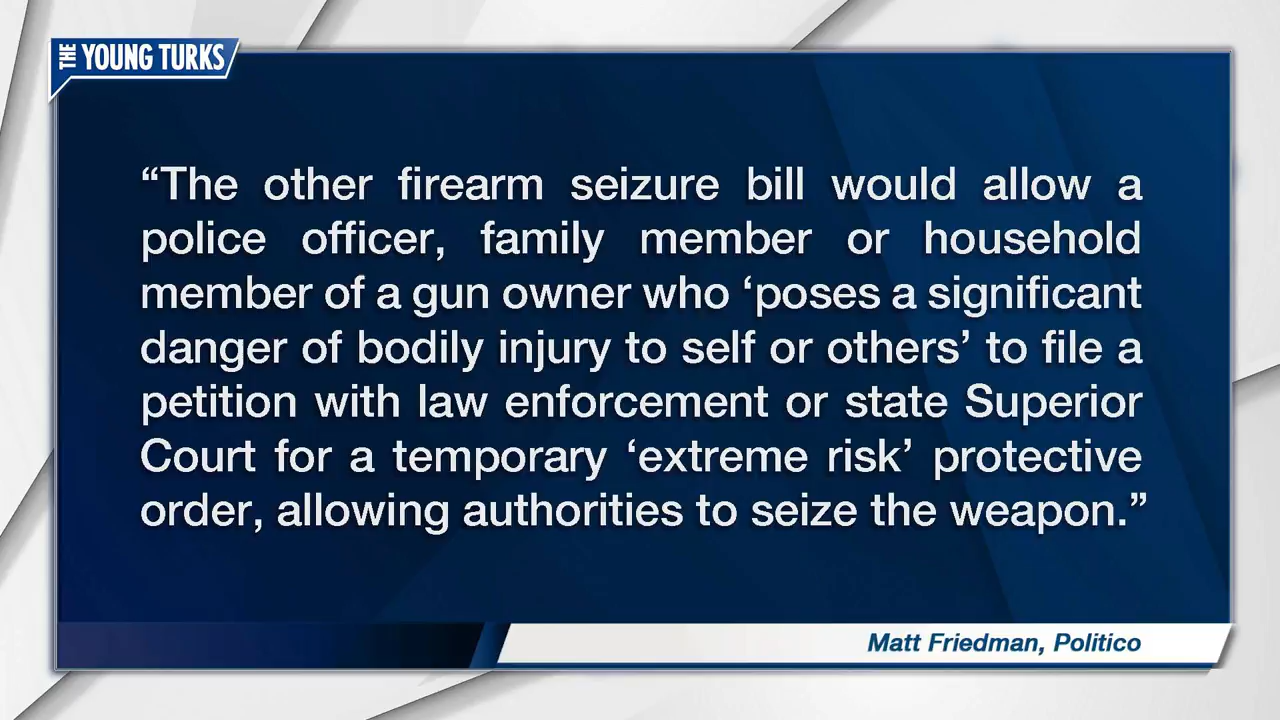 THE YOUNG TURKS
“The other firearm seizure bill would allow a
police officer, family member or household
member of a gun owner who ‘poses a significant
danger of bodily injury to self or others’ to file a
petition with law enforcement or state Superior
Court for a temporary ‘extreme risk’ protective
order, allowing authorities to seize the weapon.”
Matt Friedman, Politico